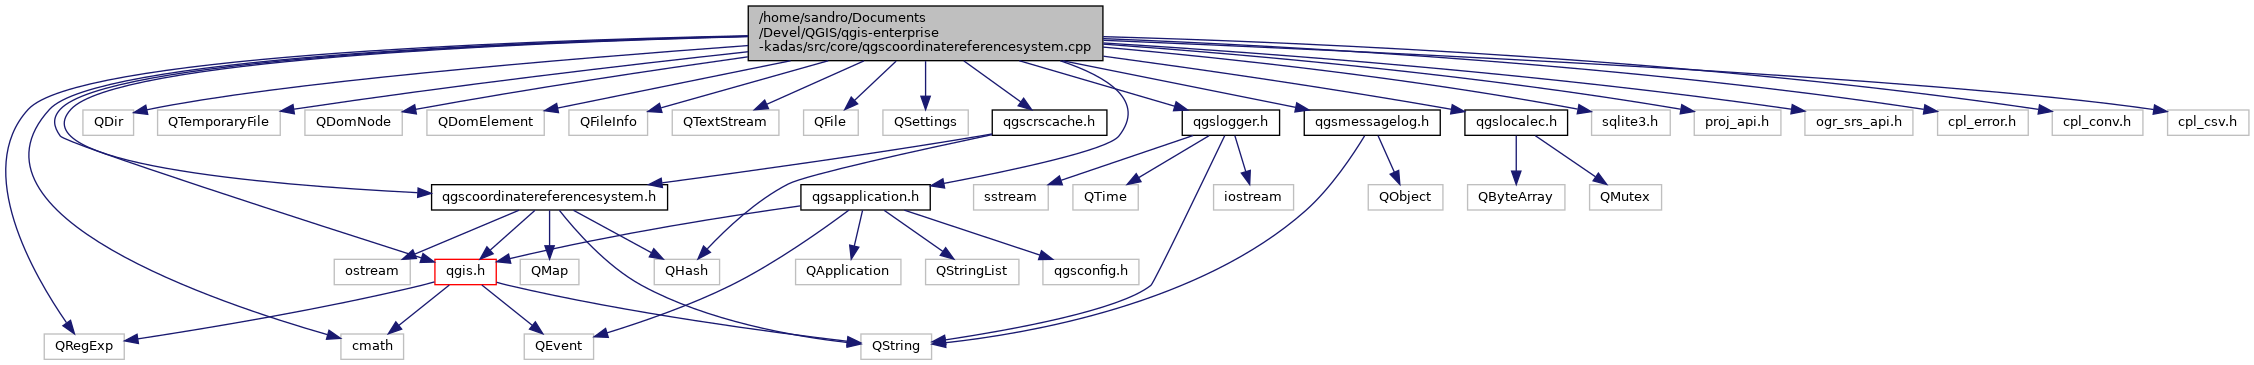 /home/sandro/Documents
/Devel/QGIS/qgis-enterprise
-kadas/src/core/qgscoordinatereferencesystem.cpp
QDir
QTemporaryFile
QDomNode
QDomElement
QFileInfo
QTextStream
QFile
QSettings
qgscrscache.h
qgslogger.h
qgsmessagelog.h
qgslocalec.h
sqlite3.h
proj_api.h
ogr_srs_api.h
cpl_error.h
cpl_conv.h
cpl_csv.h
qgscoordinatereferencesystem.h
qgsapplication.h
sstream
QTime
iostream
QObject
QByteArray
QMutex
ostream
qgis.h
QMap
QHash
QApplication
QStringList
qgsconfig.h
QRegExp
cmath
QEvent
QString